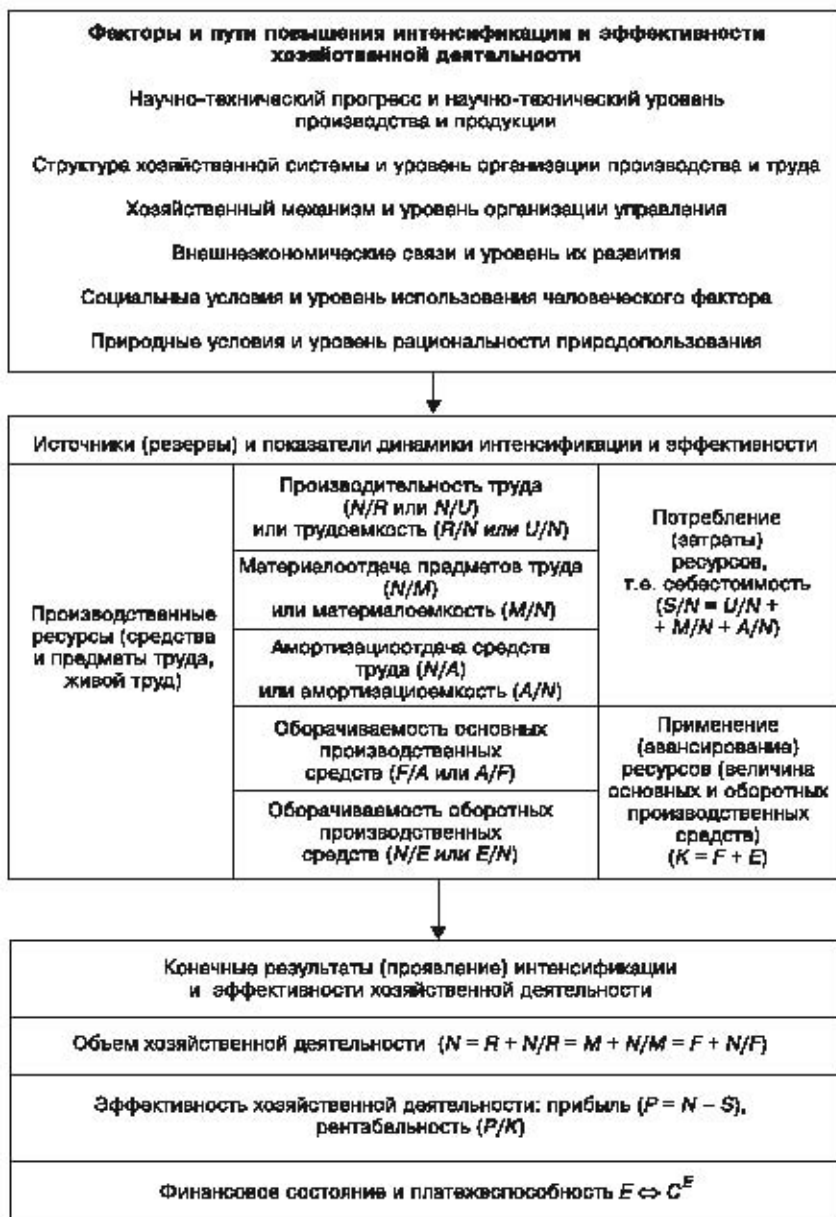 Факторы и пути повышения интенсификации и эффективности
хозяйственной деятельности
Научно-технический прогресс и научно-технический уровень
производства и продукции
Структура хозяйственной системы и уровень организации производства и труда
Хозяйственный механизм и уровень организации управления
Внешнеэкономические связи и уровень их развития
Социальные условия и уровень использования человеческого фактора
Природные условия и уровень рациональности природопользования
Источники (резервы) и показатели динамики интенсификации и эффективности
Производственные
ресурсы (средства
и предметы труда,
живой труд)
Производительность труда
(N/R или N/U)
или трудоемкость (R/N или U/N)
Материалоотдача предметов труда
(N/M)
или материалоемкость (M/N)
Амортизациоотдача средств
труда (N/A)
или амортизациоемкость (A/N)
Оборачиваемость основных
производственных
средств (F/A или A/F)
Оборачиваемость оборотных
производственных
средств (N/E или E/N)
Потребление
(затраты)
ресурсов,
т.е. себестоимость
(S/N = U/N +
+ M/N + A/N)
Применение
(авансирование)
ресурсов (величина
основных и оборотных
производственных
средств)
(K = F + E)
Конечные результаты (проявление) интенсификации
и эффективности хозяйственной деятельности
Объем хозяйственной деятельности (N = R + N/R = M + N/M = F + N/F)
Эффективность хозяйственной деятельности: прибыль (P = N – S),
рентабельность (P/K)
Финансовое состояние и платежеспособность E ⇔ C^E